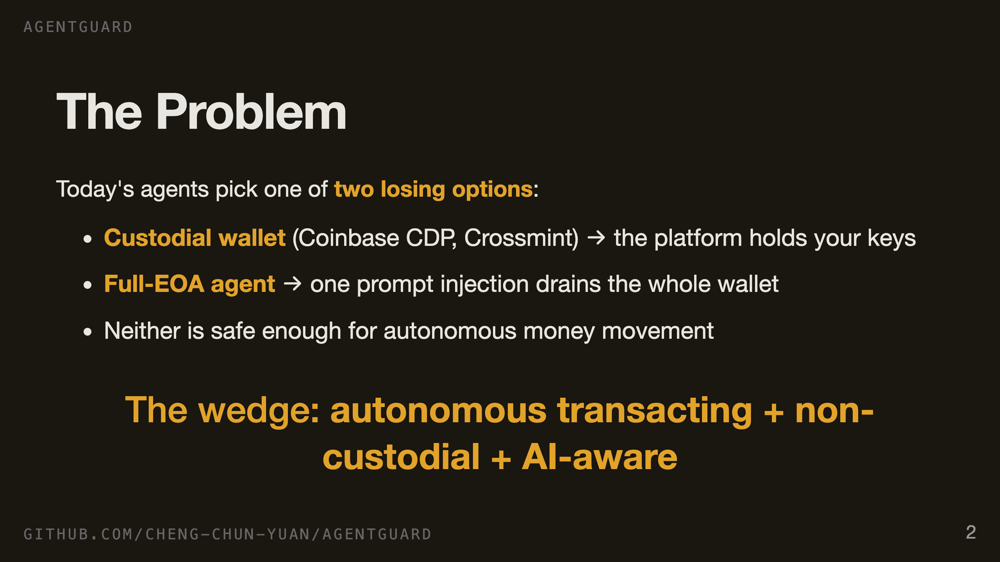 AGENTGUARD
The Problem
Today's agents pick one of two losing options:
• Custodial wallet (Coinbase CDP, Crossmint) → the platform holds your keys
• Full-EOA agent → one prompt injection drains the whole wallet
• Neither is safe enough for autonomous money movement
The wedge: autonomous transacting + non-
custodial + AI-aware
GITHUB.COM/CHENG-CHUN-YUAN/AGENTGUARD
2